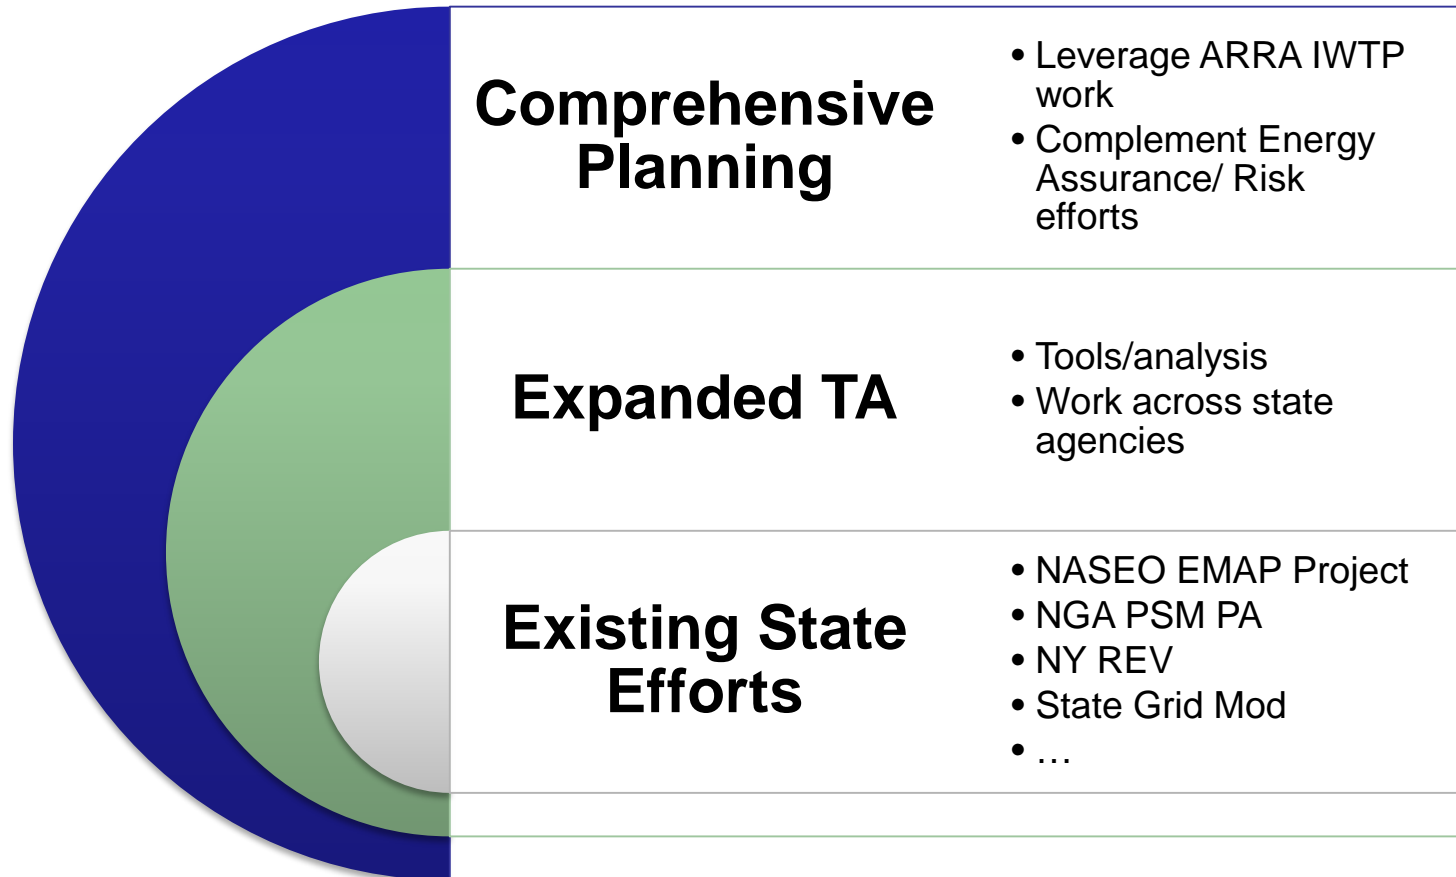 Comprehensive
Planning
• Leverage ARRA IWTP
work
• Complement Energy
Assurance/ Risk
efforts
Expanded TA
• Tools/analysis
• Work across state
agencies
Existing State
Efforts
• NASEO EMAP Project
• NGA PSM PA
• NY REV
• State Grid Mod
• …